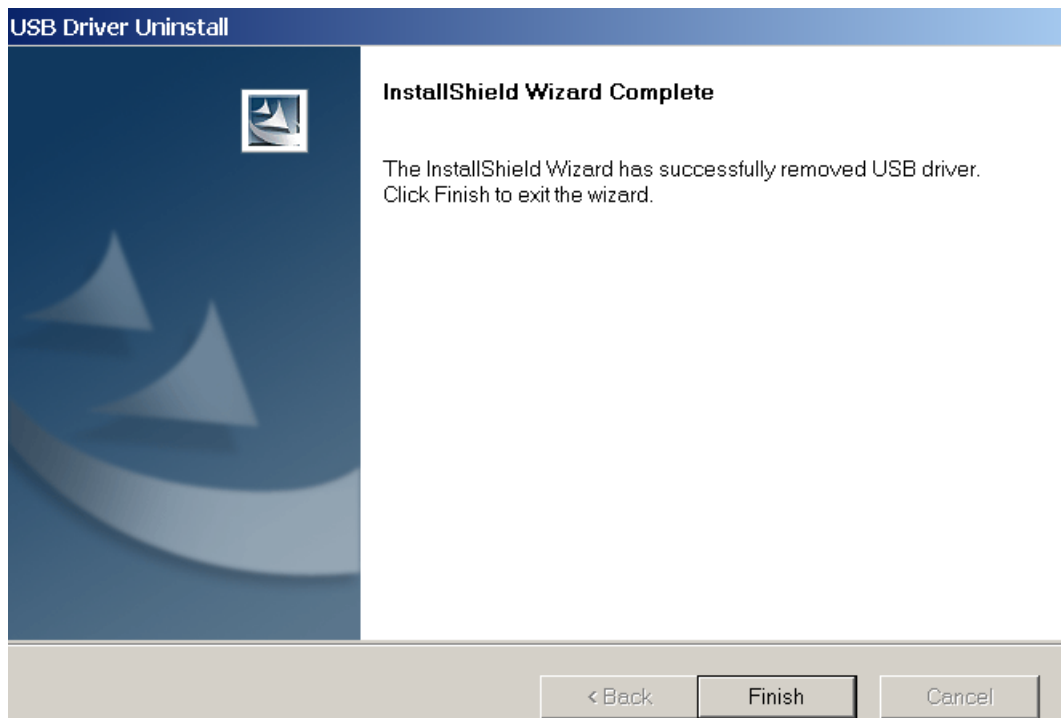 USB Driver Uninstall
InstallShield Wizard Complete
The InstallShield Wizard has successfully removed USB driver.
Click Finish to exit the wizard.
< Back
Finish
Cancel